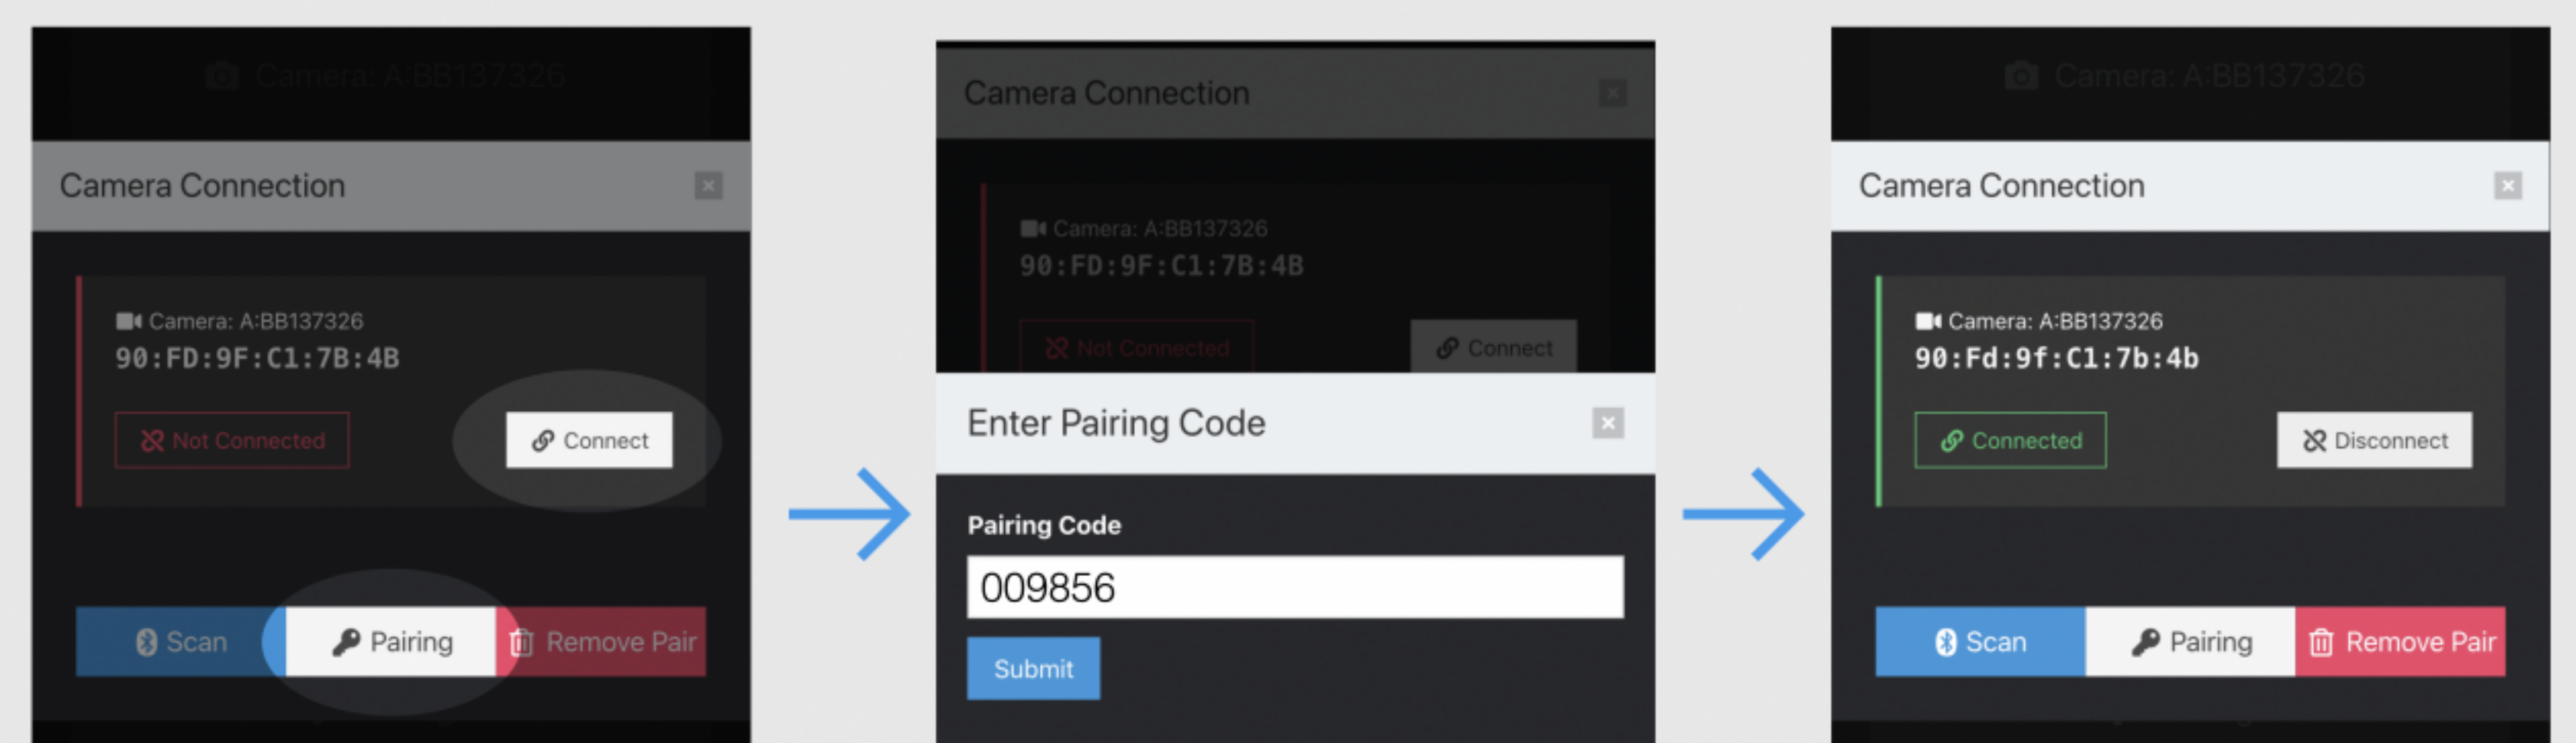 Camera: A:BB137326
Camera Connection
Camera: A:BB137326
90:FD:9F:C1:7B:4B
Not Connected
Connect
Scan
Pairing
Remove Pair
Camera Connection
Camera: A:BB137326
90:FD:9F:C1:7B:4B
Not Connected
Connect
Enter Pairing Code
Pairing Code
009856
Submit
Camera: A:BB137326
Camera Connection
Camera: A:BB137326
90:Fd:9f:C1:7b:4b
Connected
Disconnect
Scan
Pairing
Remove Pair